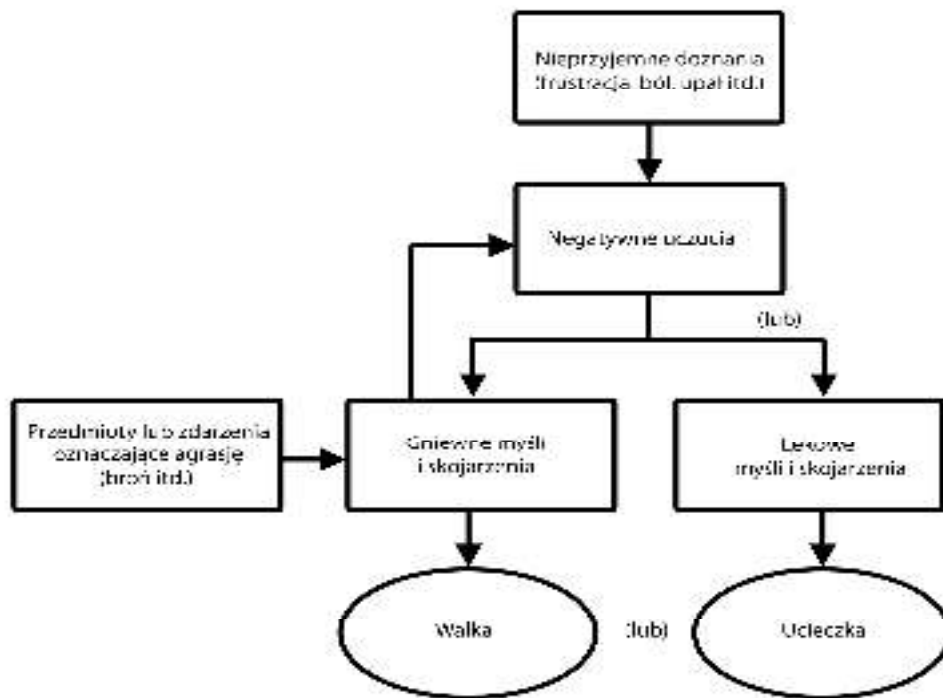 Nieprzyjemne doznania
(frustracja, ból, upał itd.)
Negatywne uczucia
(lub)
Przedmioty lub zdarzenia
oznaczające agrasję
(broń itd.)
Gniewne myśli
i skojarzenia
Lękowe
myśli i skojarzenia
Walka
(lub)
Ucieczka